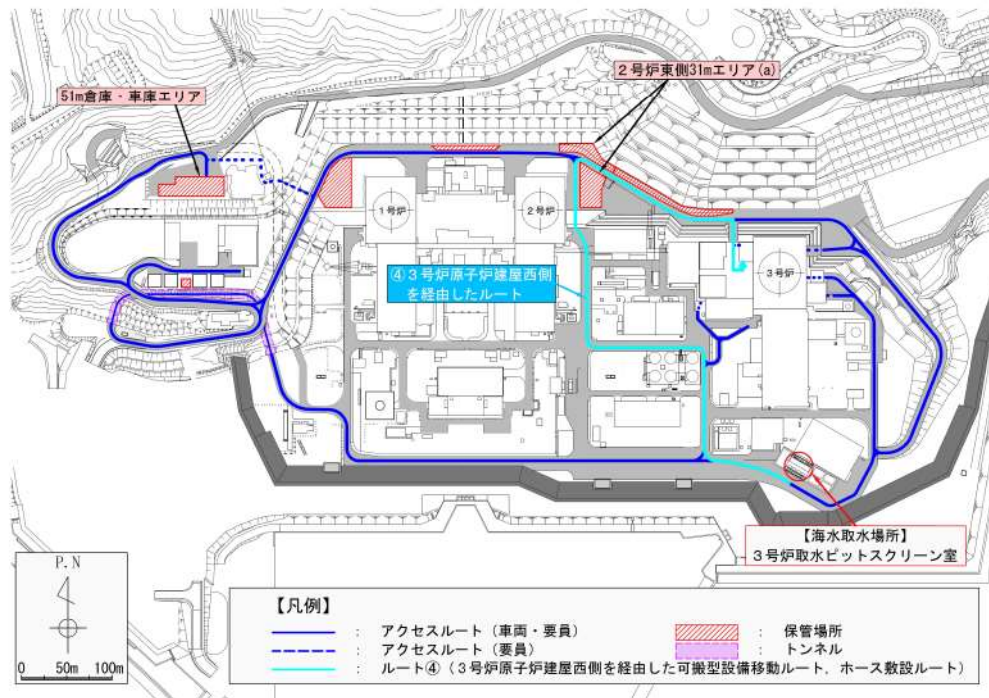 2号炉東側31mエリア(a)
51m倉庫・車庫エリア
1号炉
2号炉
3号炉
④3号炉原子炉建屋西側
を経由したルート
【海水取水場所】
3号炉取水ピットスクリーン室
P.N
0 50m 100m
【凡例】
: アクセスルート（車両・要員）
: アクセスルート（要員）
: ルート④（3号炉原子炉建屋西側を経由した可搬型設備移動ルート，ホース敷設ルート）
: 保管場所
: トンネル